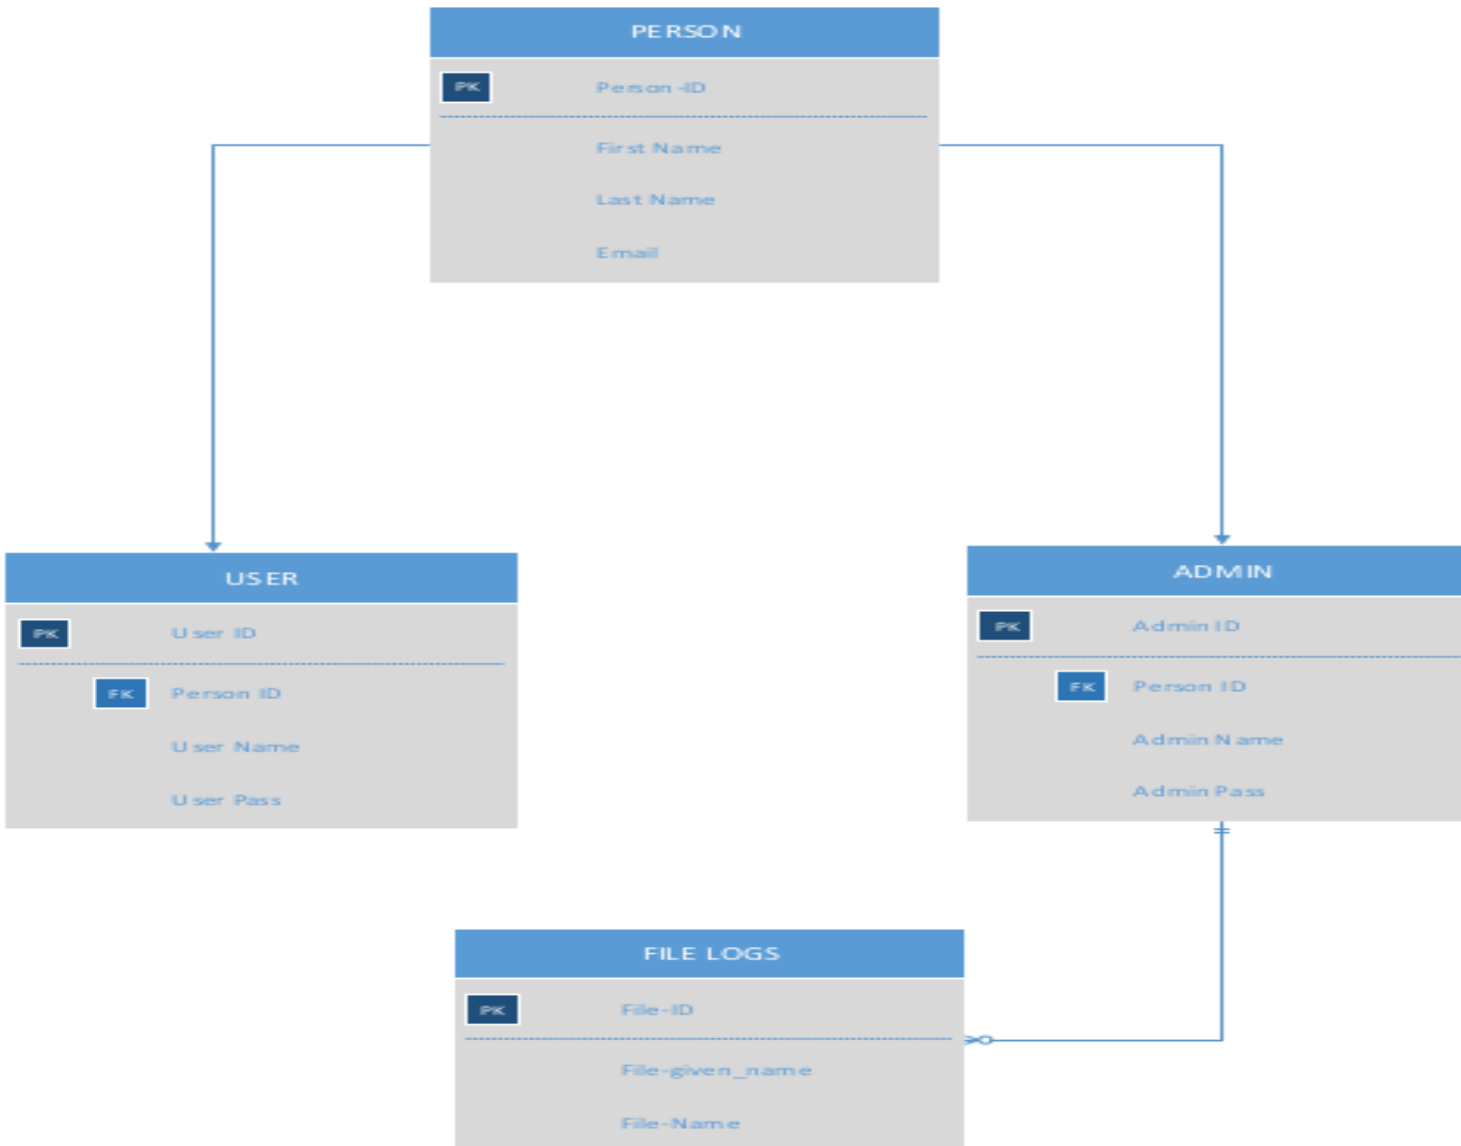 PERSON
PK Person-ID
First Name
Last Name
Email
USER
PK User ID
FK Person ID
User Name
User Pass
ADMIN
PK Admin ID
FK Person ID
Admin Name
Admin Pass
FILE LOGS
PK File-ID
File-given_name
File-Name